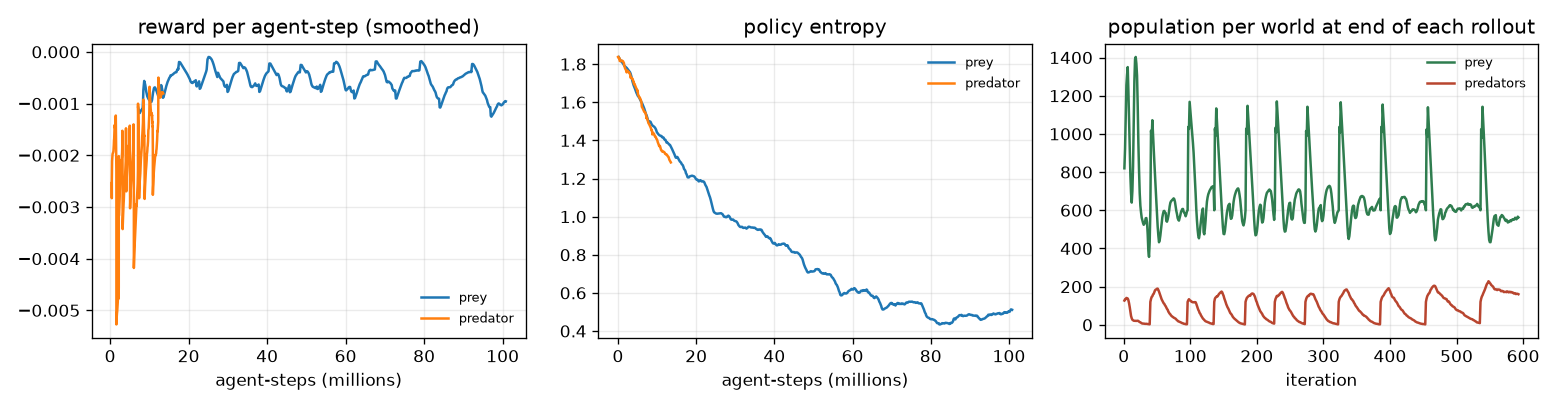 reward per agent-step (smoothed)
0.000
−0.001
−0.002
−0.003
−0.004
−0.005
prey
predator
0 20 40 60 80 100
agent-steps (millions)
policy entropy
1.8
1.6
1.4
1.2
1.0
0.8
0.6
0.4
prey
predator
0 20 40 60 80 100
agent-steps (millions)
population per world at end of each rollout
1400
1200
1000
800
600
400
200
0
prey
predators
0 100 200 300 400 500 600
iteration